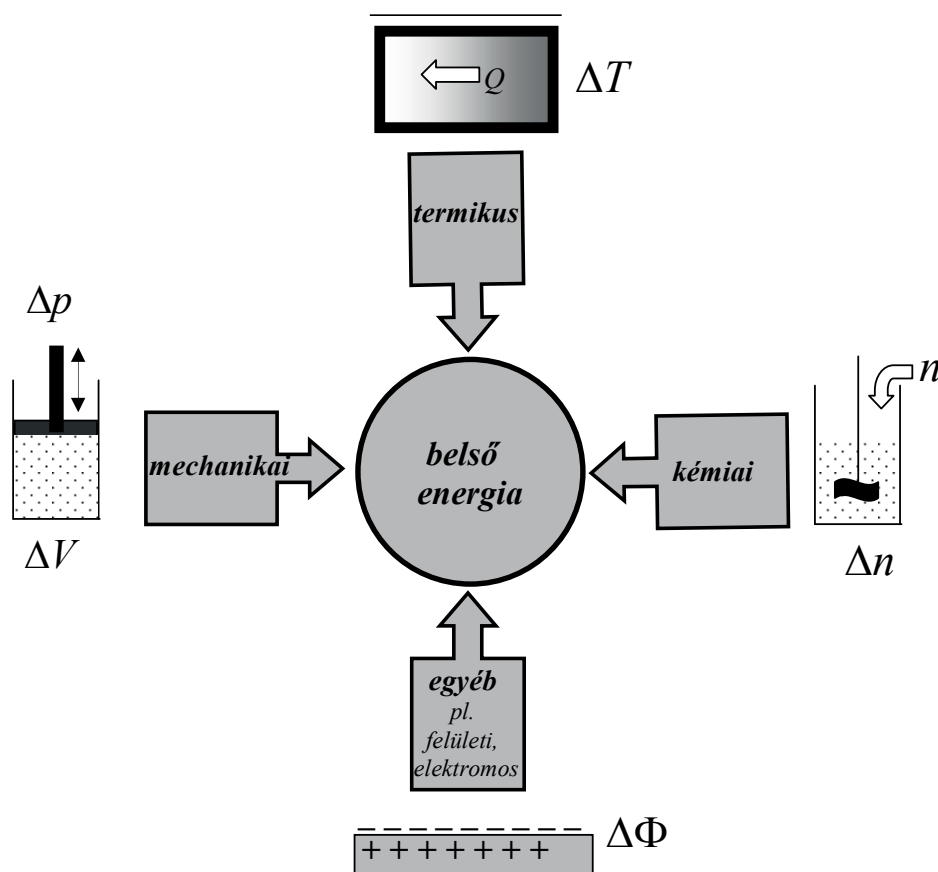 Q
ΔT
termikus
Δp
mechanikai
ΔV
belső
energia
kémiai
n
Δn
egyéb
pl.
felületi,
elektromos
ΔΦ
– – – – – – – –
+ + + + + + +